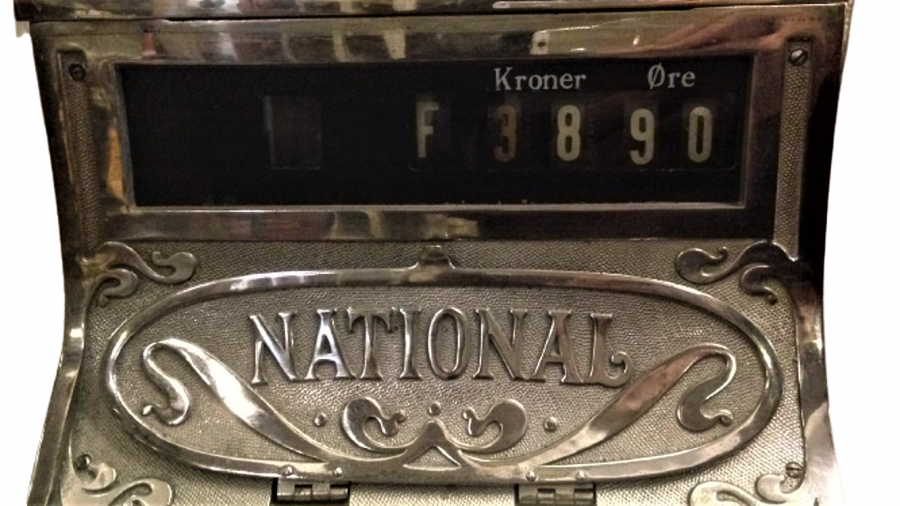 Kroner Øre
F 3 8 9 0
NATIONAL